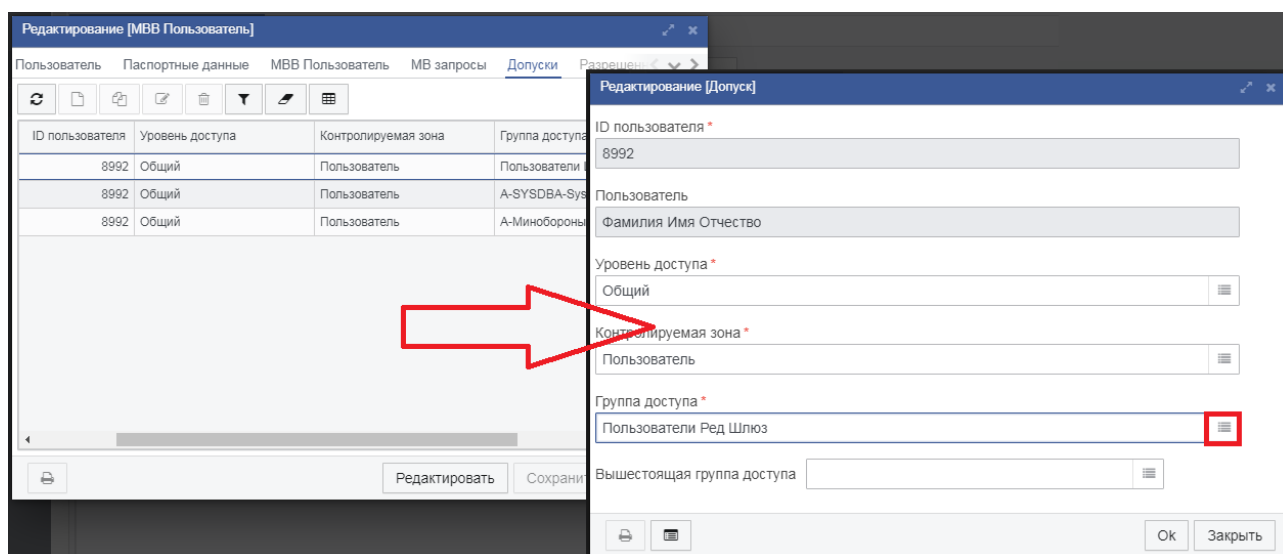 Редактирование [МВВ Пользователь]
Пользователь Паспортные данные МВВ Пользователь МВ запросы Допуски
ID пользователя Уровень доступа Контролируемая зона Группа доступа
8992 Общий Пользователь Пользователи
8992 Общий Пользователь A-SYSDBA-Sys
8992 Общий Пользователь А-Минобороны
Редактировать
Редактирование [Допуск]
ID пользователя *
8992
Пользователь
Фамилия Имя Отчество
Уровень доступа *
Общий
Контролируемая зона *
Пользователь
Группа доступа *
Пользователи Ред Шлюз
Вышестоящая группа доступа
Ok Закрыть